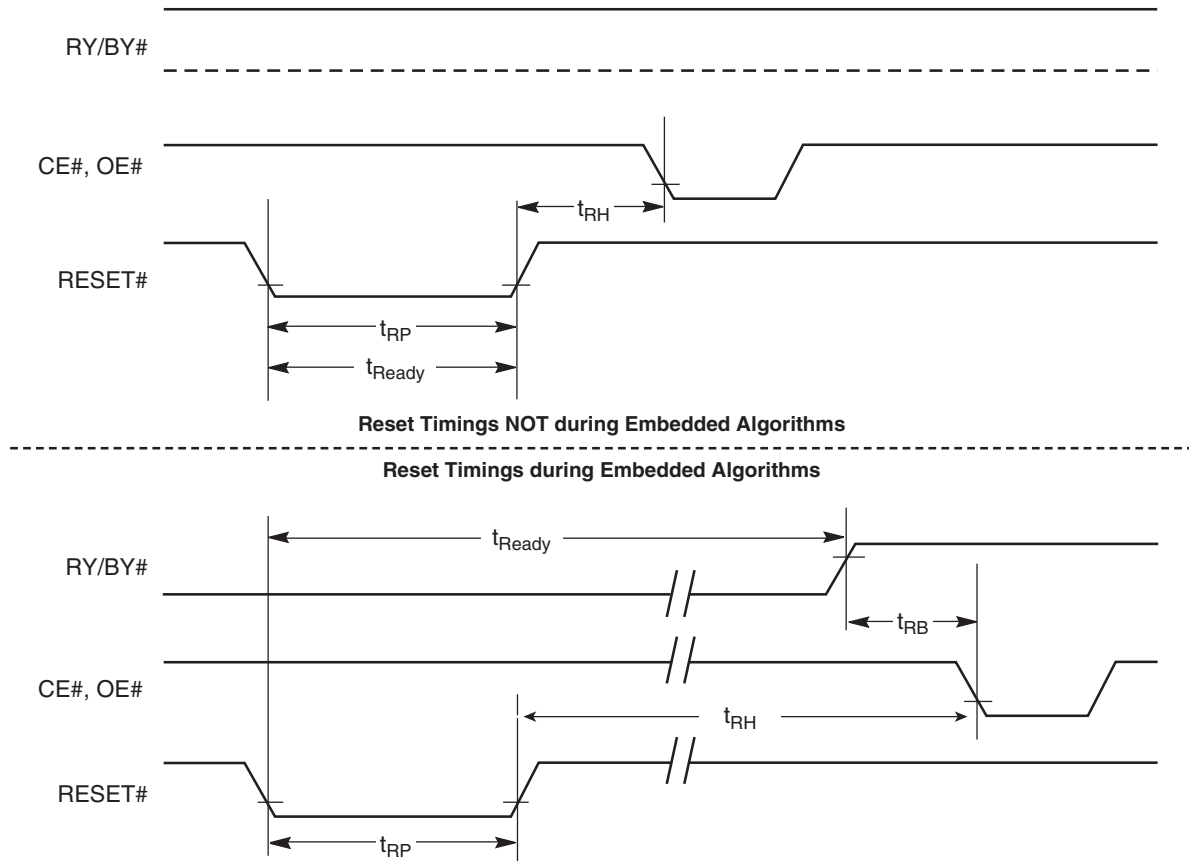 RY/BY#
CE#, OE#
tRH
RESET#
tRP
tReady
Reset Timings NOT during Embedded Algorithms
Reset Timings during Embedded Algorithms
tReady
RY/BY#
tRB
CE#, OE#
tRH
RESET#
tRP